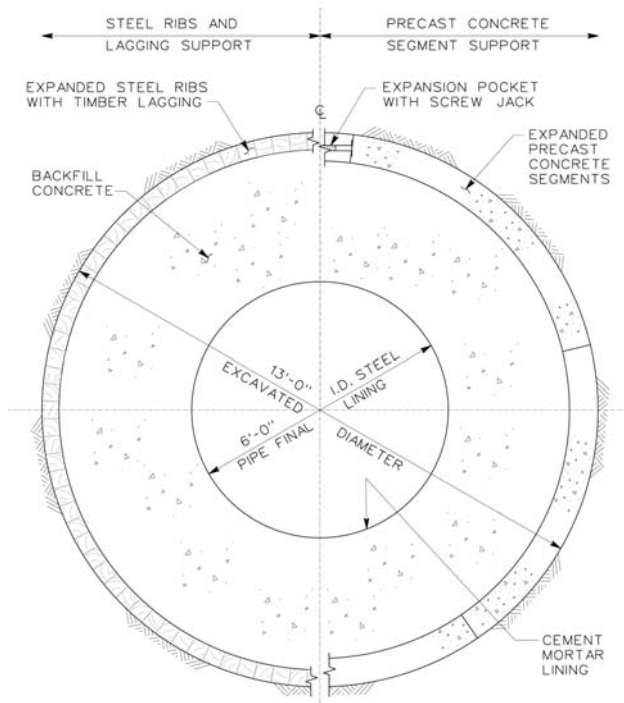 STEEL RIBS AND
LAGGING SUPPORT
PRECAST CONCRETE
SEGMENT SUPPORT
EXPANDED STEEL RIBS
WITH TIMBER LAGGING
℄
EXPANSION POCKET
WITH SCREW JACK
EXPANDED
PRECAST
CONCRETE
SEGMENTS
BACKFILL
CONCRETE
13'-0"
EXCAVATED
DIAMETER
6'-0"
PIPE FINAL
I.D. STEEL
LINING
CEMENT
MORTAR
LINING